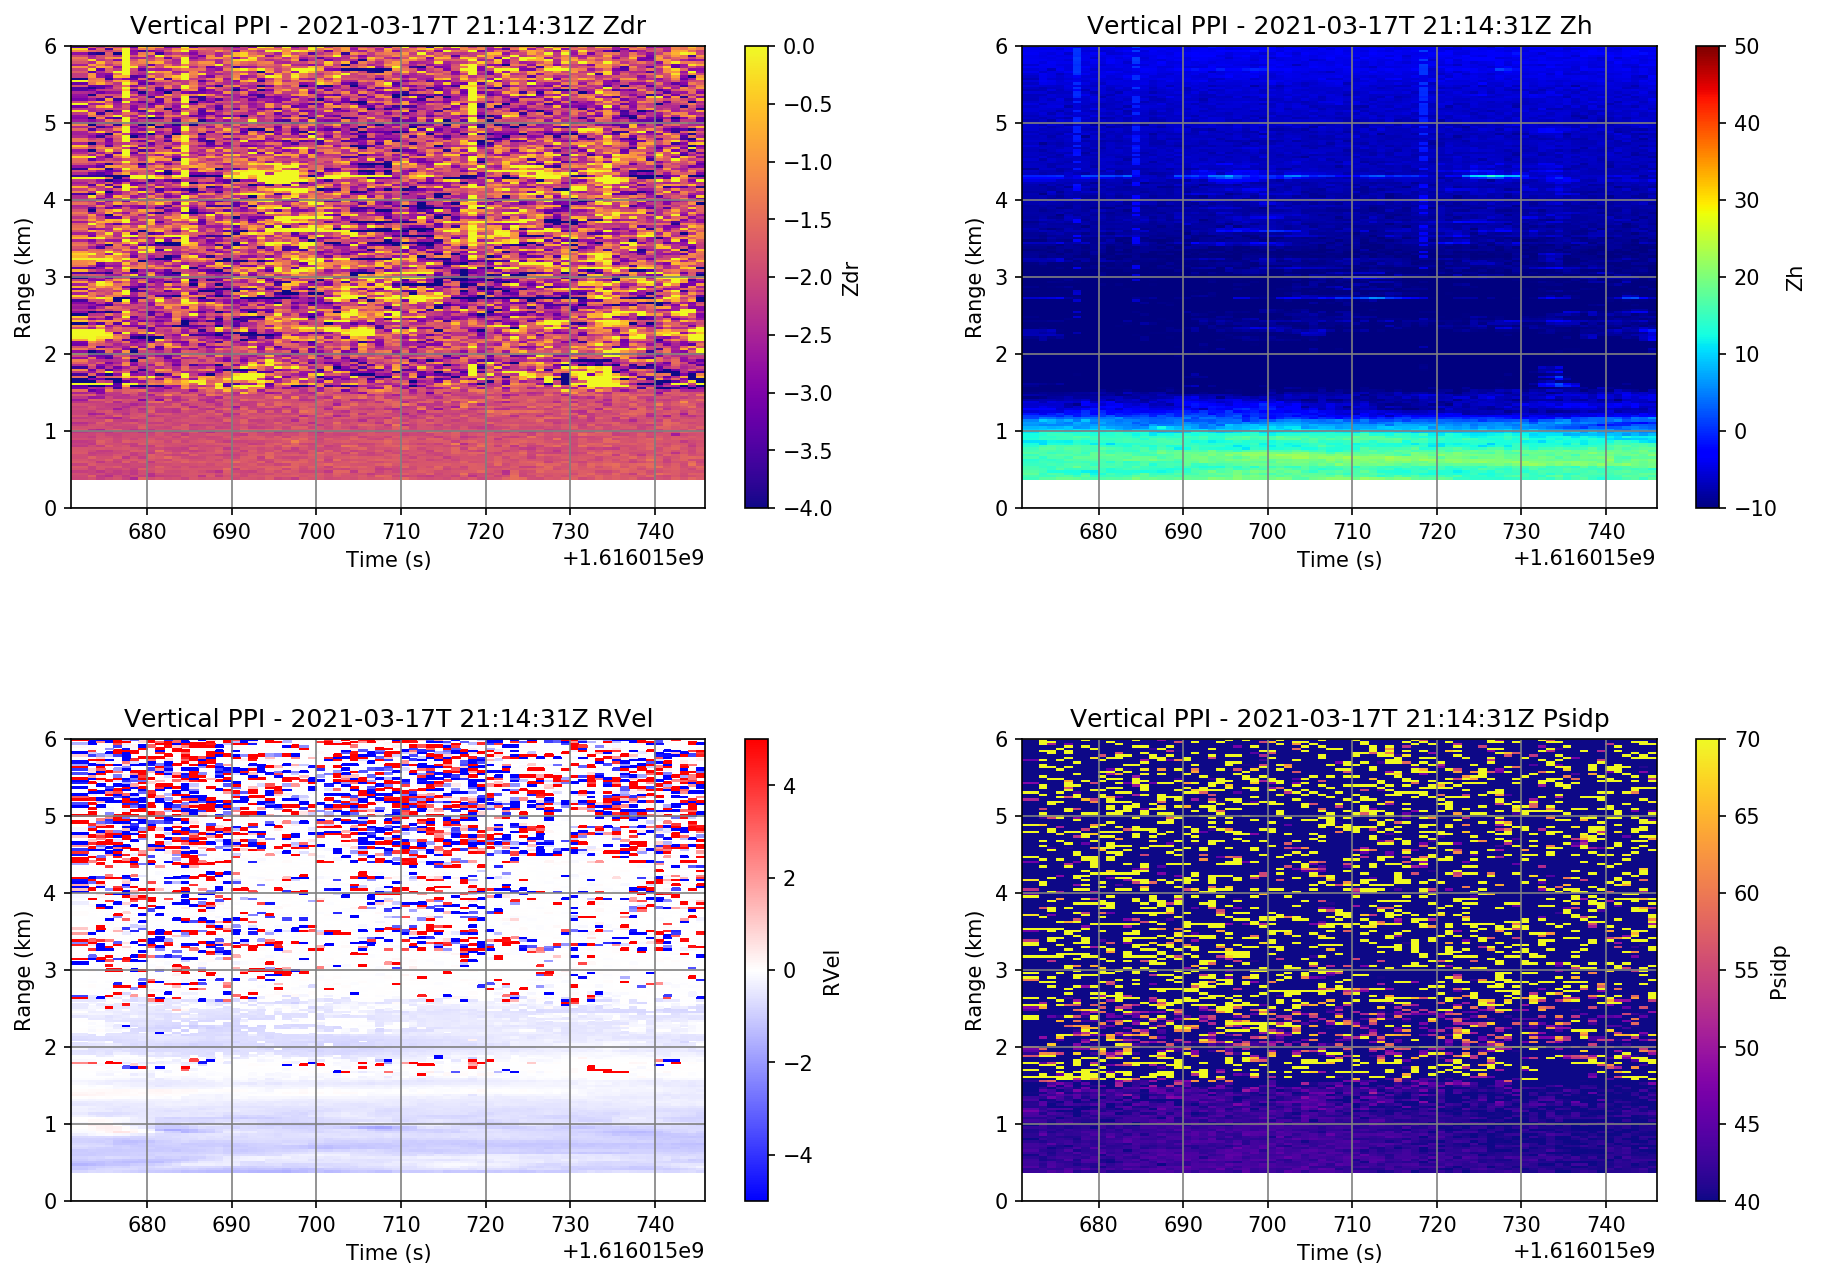 Vertical PPI - 2021-03-17T 21:14:31Z Zdr
6
5
4
3
2
1
0
Range (km)
680 690 700 710 720 730 740
Time (s)
+1.616015e9
0.0
−0.5
−1.0
−1.5
−2.0
−2.5
−3.0
−3.5
−4.0
Zdr
Vertical PPI - 2021-03-17T 21:14:31Z Zh
6
5
4
3
2
1
0
Range (km)
680 690 700 710 720 730 740
Time (s)
+1.616015e9
50
40
30
20
10
0
−10
Zh
Vertical PPI - 2021-03-17T 21:14:31Z RVel
6
5
4
3
2
1
0
Range (km)
680 690 700 710 720 730 740
Time (s)
+1.616015e9
4
2
0
−2
−4
RVel
Vertical PPI - 2021-03-17T 21:14:31Z Psidp
6
5
4
3
2
1
0
Range (km)
680 690 700 710 720 730 740
Time (s)
+1.616015e9
70
65
60
55
50
45
40
Psidp